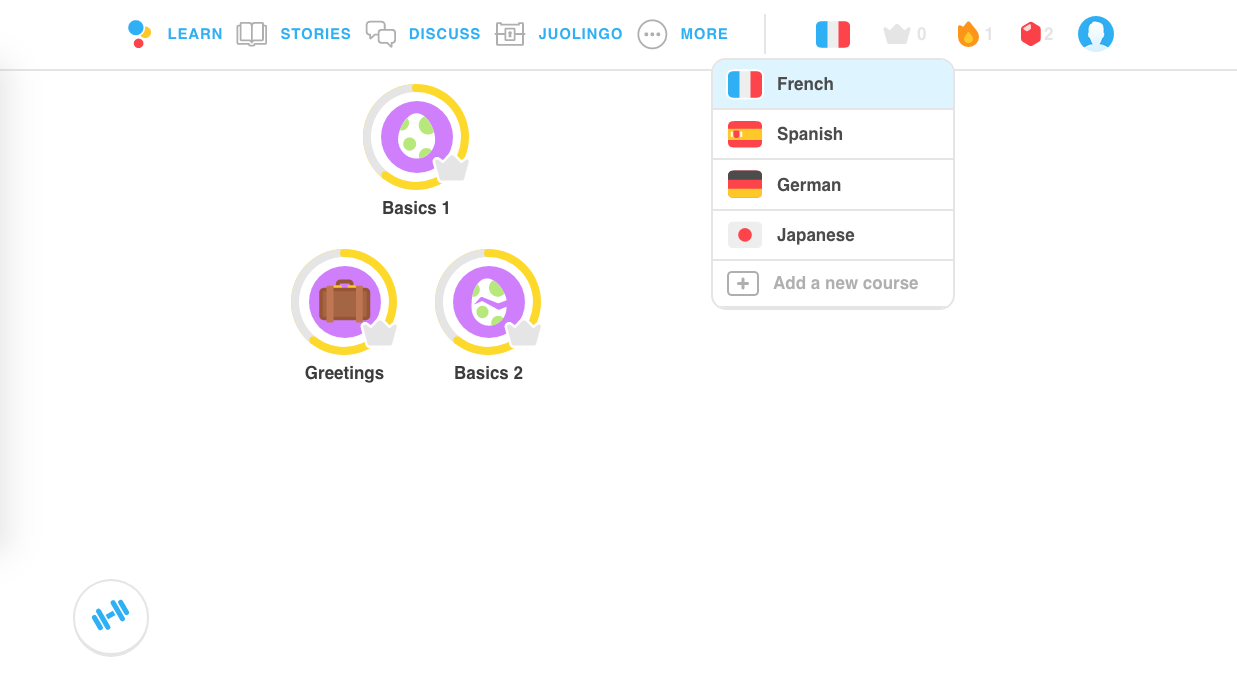 LEARN STORIES DISCUSS JUOLINGO MORE 0 1 2
French
Spanish
German
Japanese
Add a new course
Basics 1
Greetings Basics 2